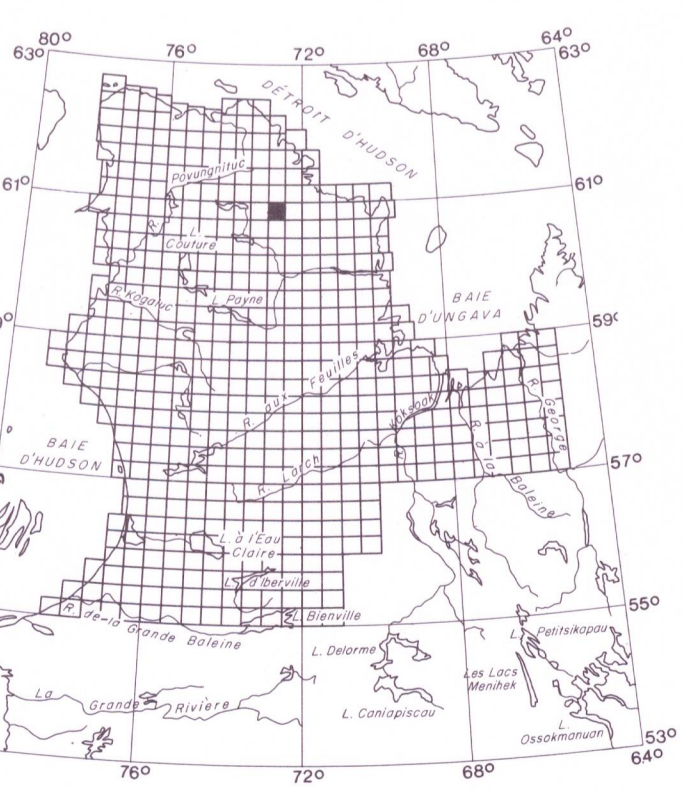 80°
76°
72°
68°
64°
63°
63°
DÉTROIT
D'HUDSON
Povungnituc
R.
61°
61°
L.
Couture
R. Kogaluc
L. Payne
BAIE
D'UNGAVA
59°
R. aux Feuilles
Koksoak
R.
R. à la
Baleine
R. George
BAIE
D'HUDSON
R. Larch
57°
L. à l'Eau
Claire
L. d'Iberville
R. de-la Grande Baleine
L. Bienville
55°
L. Delorme
L. Petitsikapau
Les Lacs
Menihek
La Grande Rivière
L. Caniapiscau
L.
Ossokmanuan
53°
76°
72°
68°
64°